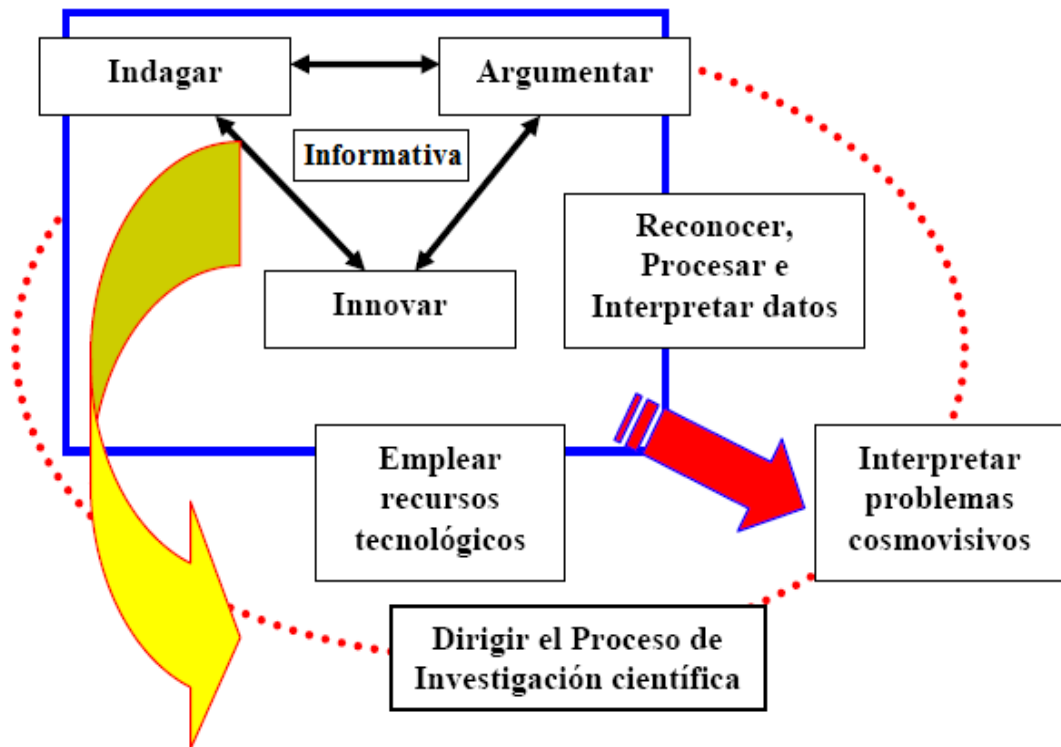 Indagar
Argumentar
Informativa
Reconocer,
Procesar e
Interpretar datos
Innovar
Emplear
recursos
tecnológicos
Interpretar
problemas
cosmovisivos
Dirigir el Proceso de
Investigación científica